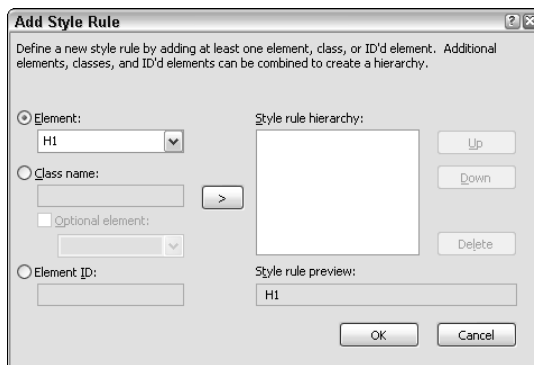 Add Style Rule
Define a new style rule by adding at least one element, class, or ID'd element. Additional
elements, classes, and ID'd elements can be combined to create a hierarchy.
Element:
H1
Class name:
Optional element:
Element ID:
>
Style rule hierarchy:
Up
Down
Delete
Style rule preview:
H1
OK
Cancel